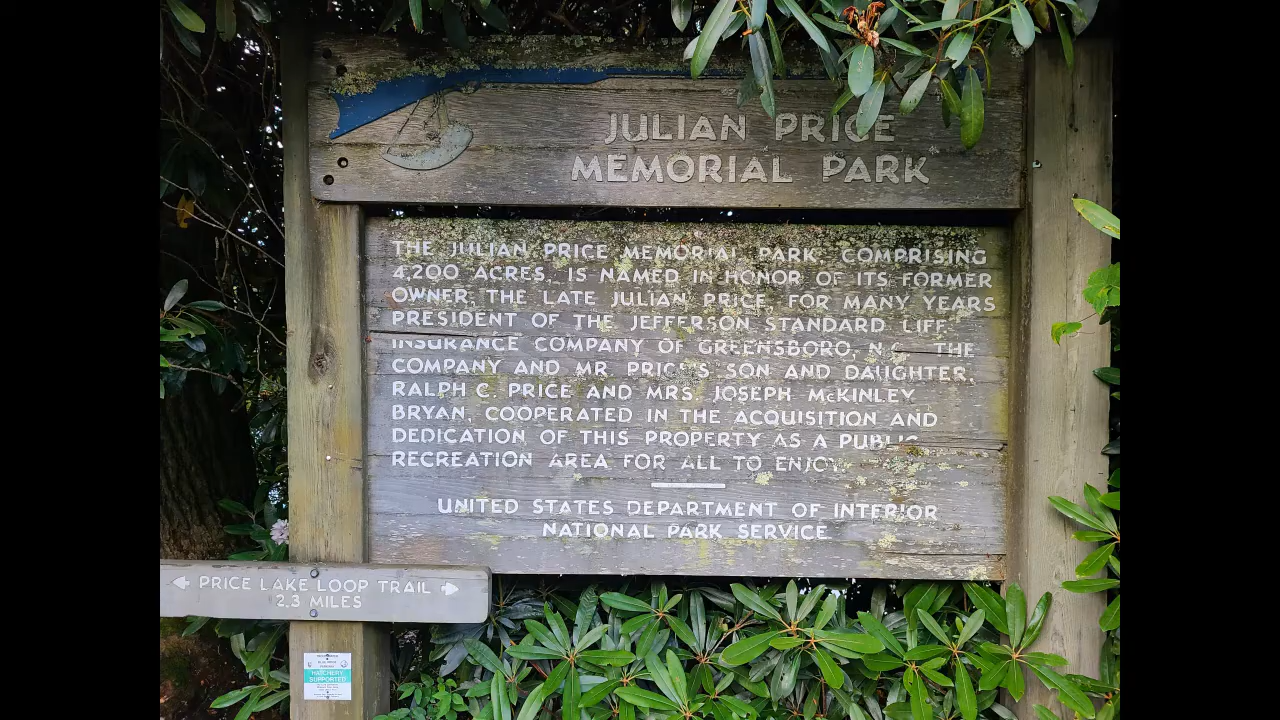 JULIAN PRICE
MEMORIAL PARK
THE JULIAN PRICE MEMORIAL PARK, COMPRISING
4,200 ACRES, IS NAMED IN HONOR OF ITS FORMER
OWNER, THE LATE JULIAN PRICE, FOR MANY YEARS
PRESIDENT OF THE JEFFERSON STANDARD LIFE
INSURANCE COMPANY OF GREENSBORO, N.C. THE
COMPANY AND MR. PRICE'S SON AND DAUGHTER,
RALPH C. PRICE AND MRS. JOSEPH McKINLEY
BRYAN, COOPERATED IN THE ACQUISITION AND
DEDICATION OF THIS PROPERTY AS A PUBLIC
RECREATION AREA FOR ALL TO ENJOY.
UNITED STATES DEPARTMENT OF INTERIOR
NATIONAL PARK SERVICE
PRICE LAKE LOOP TRAIL
2.3 MILES
HATCHERY
SUPPORTED